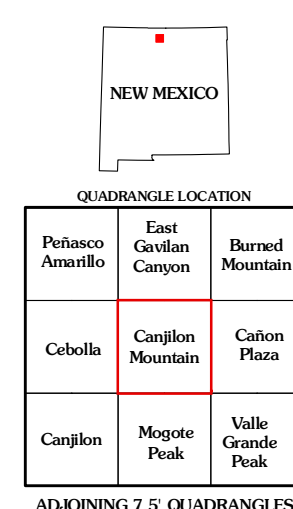 NEW MEXICO
QUADRANGLE LOCATION
Peñasco Amarillo
East Gavilan Canyon
Burned Mountain
Cebolla
Canjilon Mountain
Cañon Plaza
Canjilon
Mogote Peak
Valle Grande Peak
ADJOINING 7.5' QUADRANGLES